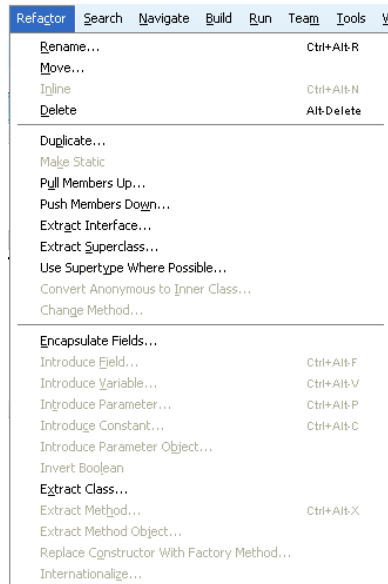 Refactor Search Navigate Build Run Team Tools
Rename... Ctrl+Alt-R
Move...
Inline Ctrl+Alt-N
Delete Alt-Delete
Duplicate...
Make Static
Pull Members Up...
Push Members Down...
Extract Interface...
Extract Superclass...
Use Supertype Where Possible...
Convert Anonymous to Inner Class...
Change Method...
Encapsulate Fields...
Introduce Field... Ctrl+Alt-F
Introduce Variable... Ctrl+Alt-V
Introduce Parameter... Ctrl+Alt-P
Introduce Constant... Ctrl+Alt-C
Introduce Parameter Object...
Invert Boolean
Extract Class...
Extract Method... Ctrl+Alt-X
Extract Method Object...
Replace Constructor With Factory Method...
Internationalize...